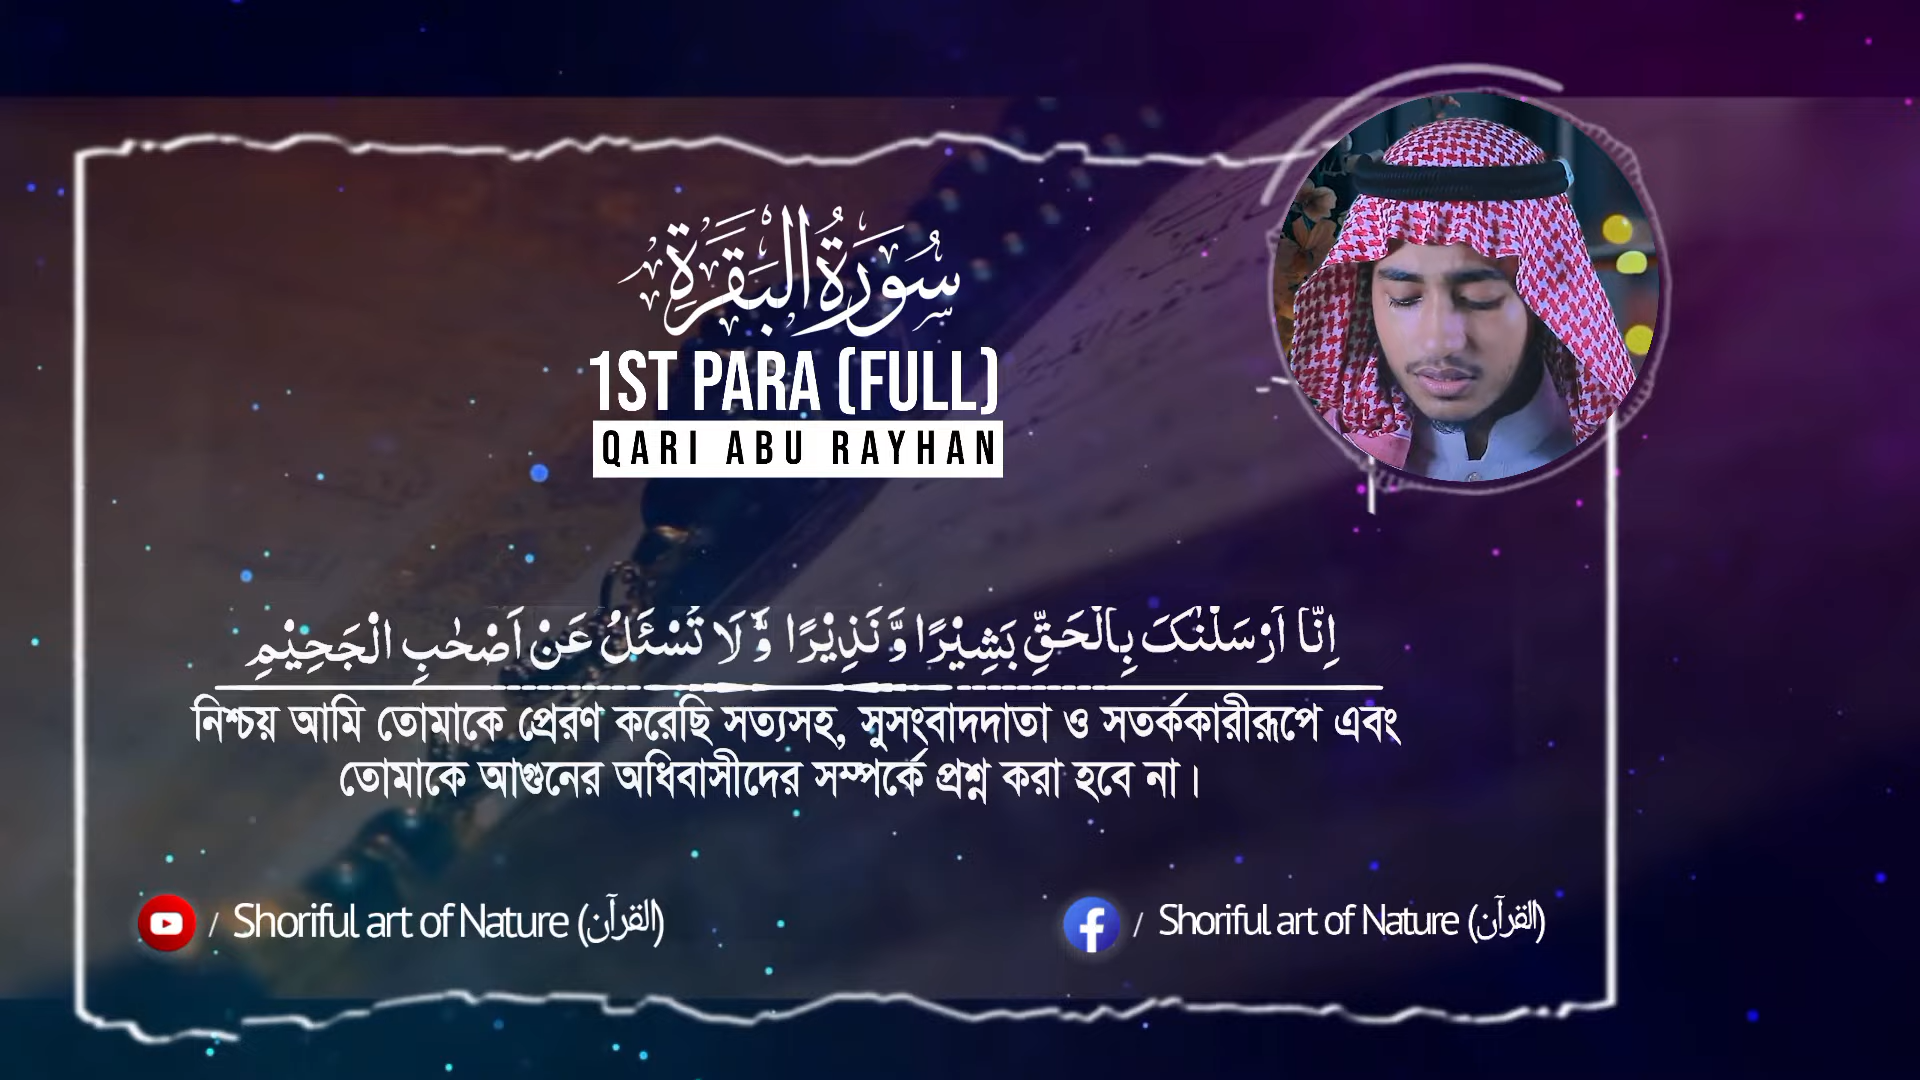 سُوْرَةُ الْبَقَرَةِ
1ST PARA (FULL)
QARI ABU RAYHAN
اِنَّاۤ اَرْسَلْنٰكَ بِالْحَقِّ بَشِيْرًا وَّ نَذِيْرًا ۙ وَّ لَا تُسْئَلُ عَنْ اَصْحٰبِ الْجَحِيْمِ
নিশ্চয় আমি তোমাকে প্রেরণ করেছি সত্যসহ, সুসংবাদদাতা ও সতর্ককারীরূপে এবং
তোমাকে আগুনের অধিবাসীদের সম্পর্কে প্রশ্ন করা হবে না।
/ Shoriful art of Nature (القرآن)
/ Shoriful art of Nature (القرآن)